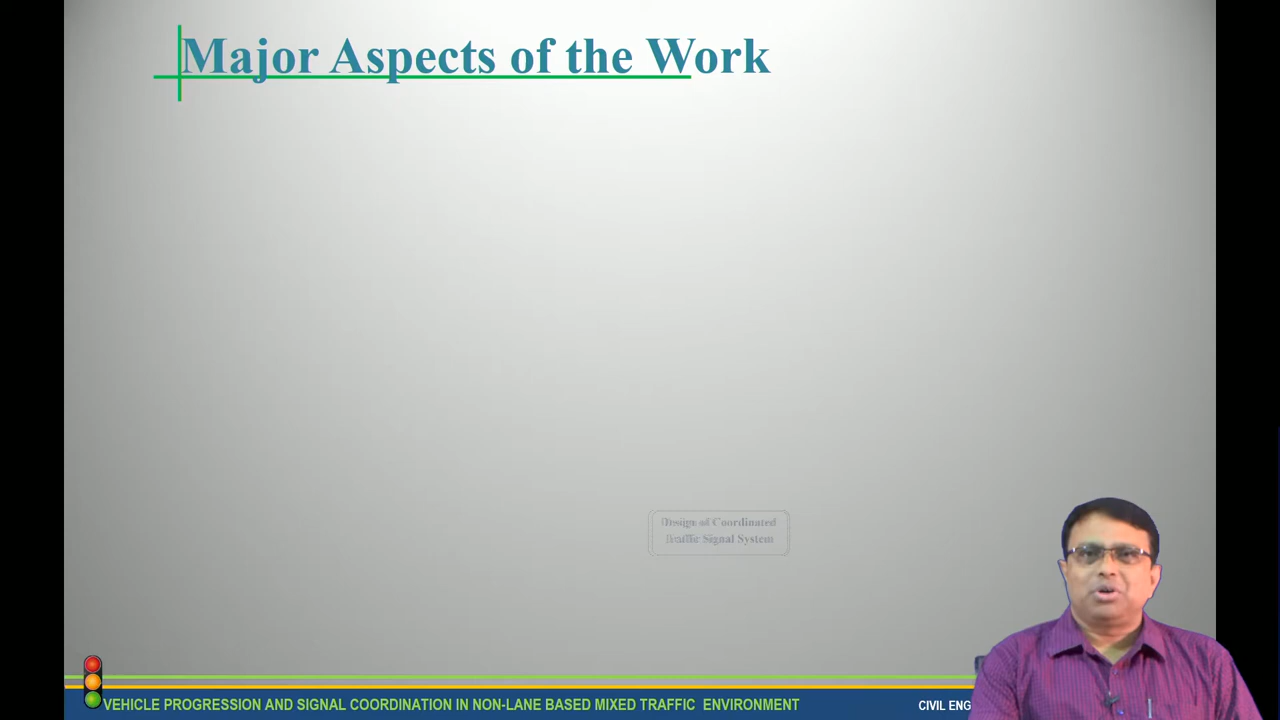 Major Aspects of the Work
Design of Coordinated
Traffic Signal System
VEHICLE PROGRESSION AND SIGNAL COORDINATION IN NON-LANE BASED MIXED TRAFFIC ENVIRONMENT
CIVIL ENG